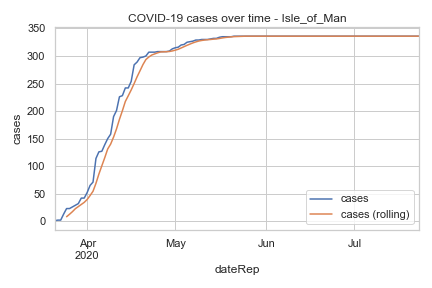 COVID-19 cases over time - Isle_of_Man
350
300
250
200
150
100
50
0
cases
Apr
2020
May
Jun
Jul
dateRep
cases
cases (rolling)